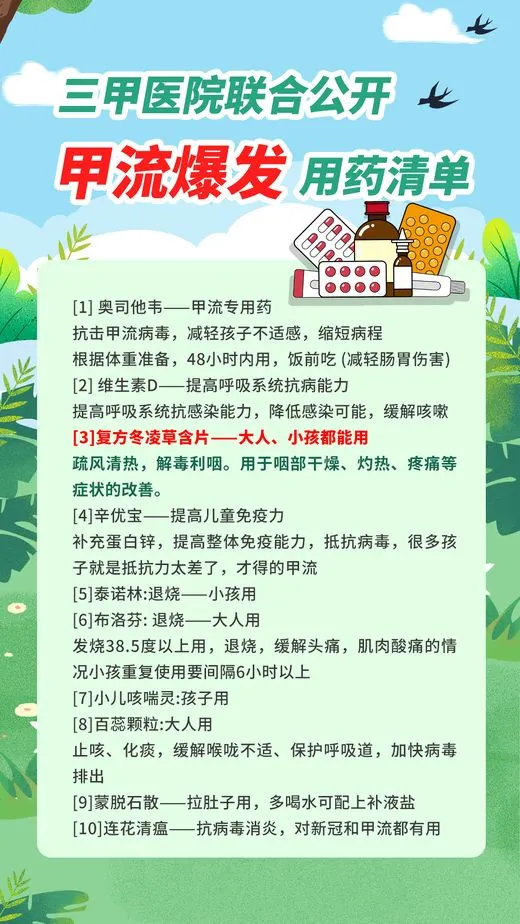 三甲医院联合公开
甲流爆发 用药清单
[1] 奥司他韦——甲流专用药
抗击甲流病毒，减轻孩子不适感，缩短病程
根据体重准备，48小时内用，饭前吃 (减轻肠胃伤害)
[2] 维生素D——提高呼吸系统抗病能力
提高呼吸系统抗感染能力，降低感染可能，缓解咳嗽
[3]复方冬凌草含片——大人、小孩都能用
疏风清热，解毒利咽。用于咽部干燥、灼热、疼痛等
症状的改善。
[4]辛优宝——提高儿童免疫力
补充蛋白锌，提高整体免疫能力，抵抗病毒，很多孩
子就是抵抗力太差了，才得的甲流
[5]泰诺林:退烧——小孩用
[6]布洛芬: 退烧——大人用
发烧38.5度以上用，退烧，缓解头痛，肌肉酸痛的情
况小孩重复使用要间隔6小时以上
[7]小儿咳喘灵:孩子用
[8]百蕊颗粒:大人用
止咳、化痰，缓解喉咙不适、保护呼吸道，加快病毒
排出
[9]蒙脱石散——拉肚子用，多喝水可配上补液盐
[10]连花清瘟——抗病毒消炎，对新冠和甲流都有用